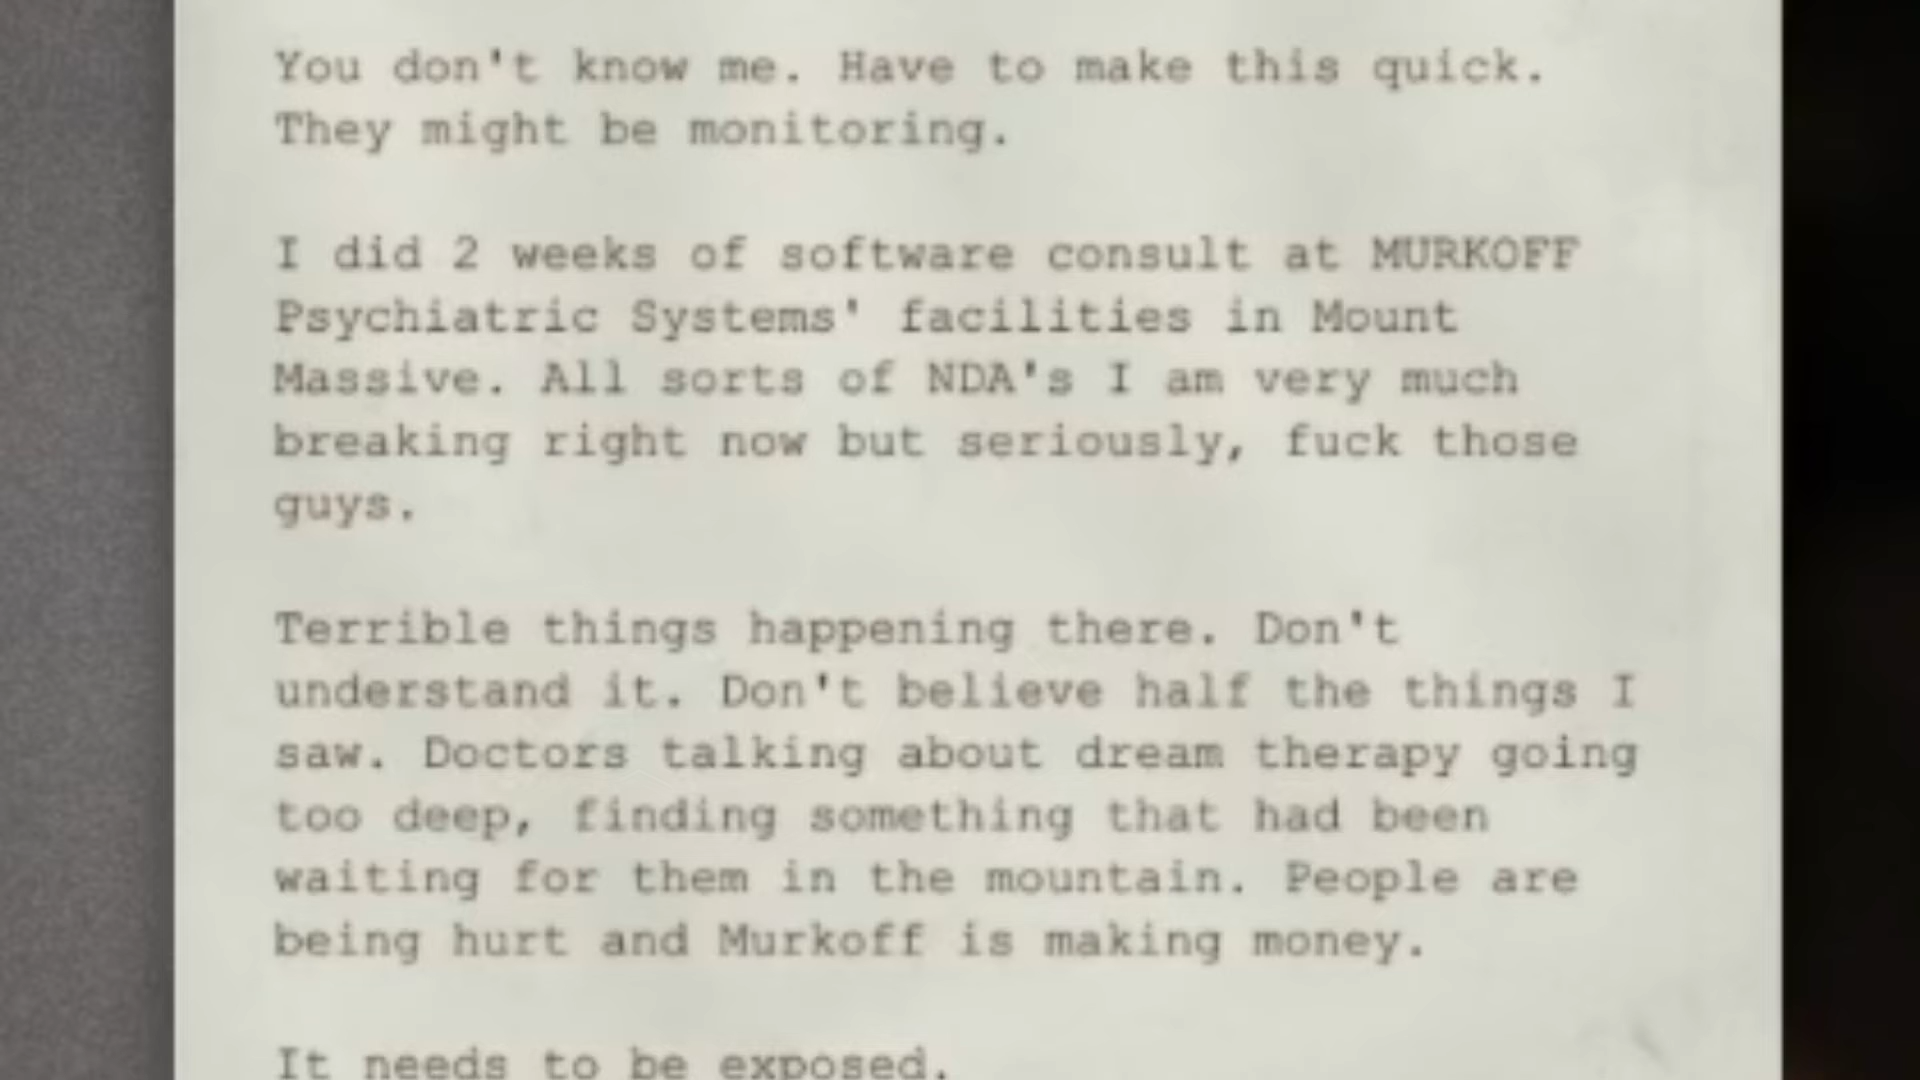 You don't know me. Have to make this quick.
They might be monitoring.
I did 2 weeks of software consult at MURKOFF
Psychiatric Systems' facilities in Mount
Massive. All sorts of NDA's I am very much
breaking right now but seriously, fuck those
guys.
Terrible things happening there. Don't
understand it. Don't believe half the things I
saw. Doctors talking about dream therapy going
too deep, finding something that had been
waiting for them in the mountain. People are
being hurt and Murkoff is making money.
It needs to be exposed.